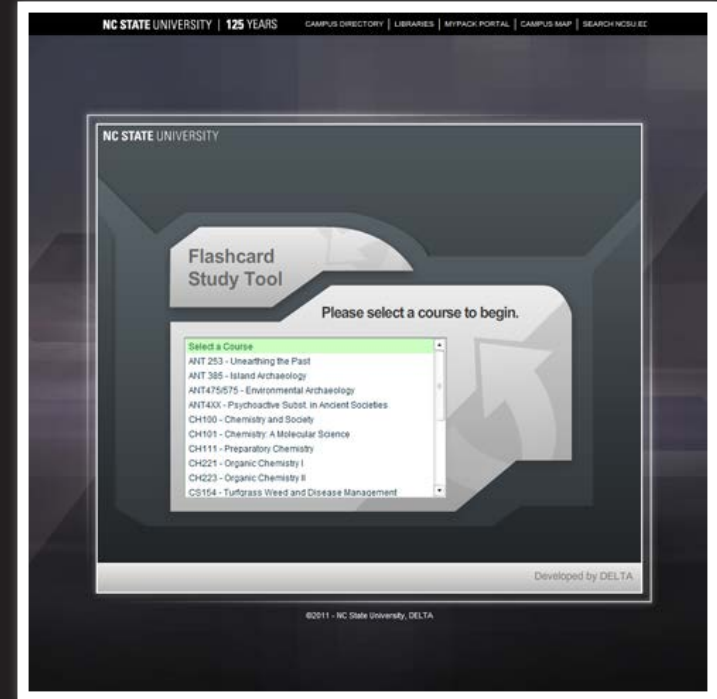 NC STATE UNIVERSITY | 125 YEARS CAMPUS DIRECTORY | LIBRARIES | MYPACK PORTAL | CAMPUS MAP | SEARCH NCSU.EDC
NC STATE UNIVERSITY
Flashcard
Study Tool
Please select a course to begin.
Select a Course
ANT 253 - Unearthing the Past
ANT 385 - Island Archaeology
ANT475/575 - Environmental Archaeology
ANT4XX - Psychoactive Subst. in Ancient Societies
CH100 - Chemistry and Society
CH101 - Chemistry: A Molecular Science
CH111 - Preparatory Chemistry
CH221 - Organic Chemistry I
CH223 - Organic Chemistry II
CS154 - Turfgrass Weed and Disease Management
Developed by DELTA
©2011 - NC State University, DELTA